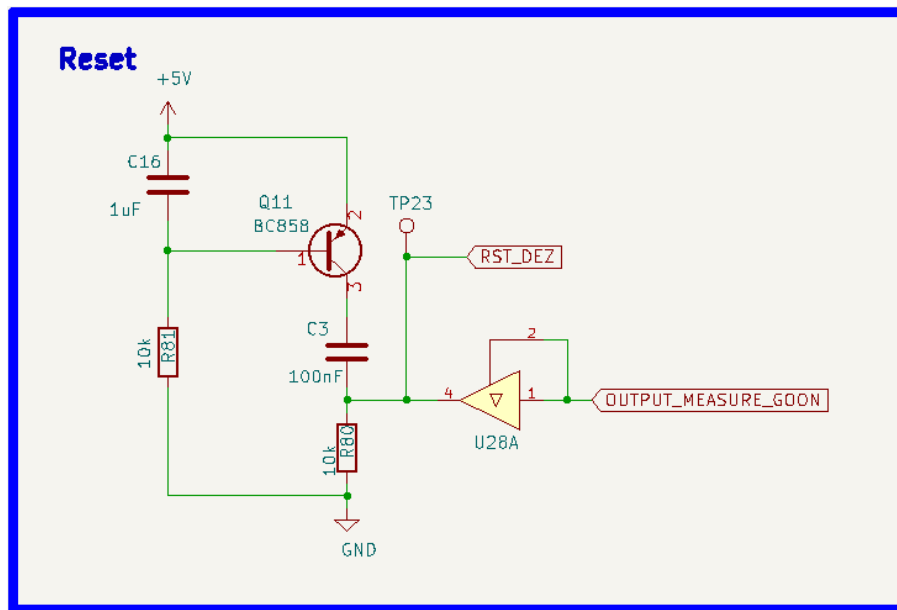 Reset
+5V
C16
1uF
Q11
BC858
2
1
3
TP23
RST_DEZ
C3
100nF
10k
R81
2
4
1
OUTPUT_MEASURE_GOON
U28A
10k
R80
GND